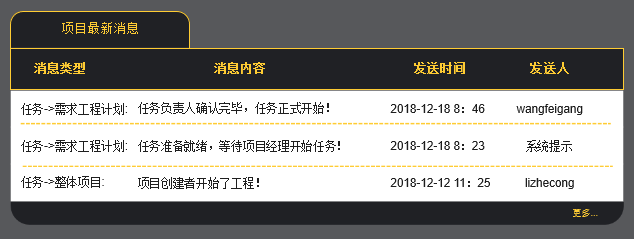 项目最新消息
消息类型 消息内容 发送时间 发送人
任务->需求工程计划: 任务负责人确认完毕，任务正式开始！ 2018-12-18 8：46 wangfeigang
任务->需求工程计划: 任务准备就绪，等待项目经理开始任务！ 2018-12-18 8：23 系统提示
任务->整体项目: 项目创建者开始了工程！ 2018-12-12 11：25 lizhecong
更多...